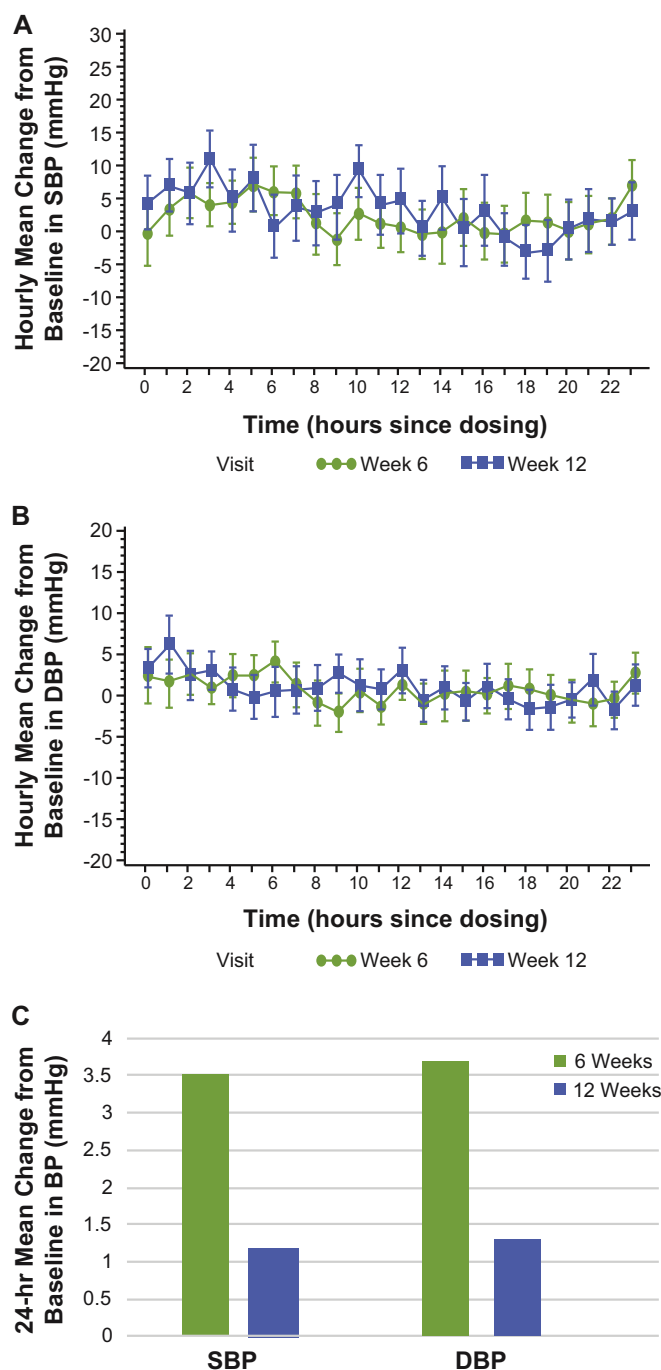 A
Hourly Mean Change from
Baseline in SBP (mmHg)
30
25
20
15
10
5
0
-5
-10
-15
-20
0 2 4 6 8 10 12 14 16 18 20 22
Time (hours since dosing)
Visit Week 6 Week 12
B
Hourly Mean Change from
Baseline in DBP (mmHg)
20
15
10
5
0
-5
-10
-15
-20
0 2 4 6 8 10 12 14 16 18 20 22
Time (hours since dosing)
Visit Week 6 Week 12
C
24-hr Mean Change from
Baseline in BP (mmHg)
4
3.5
3
2.5
2
1.5
1
0.5
0
6 Weeks
12 Weeks
SBP DBP